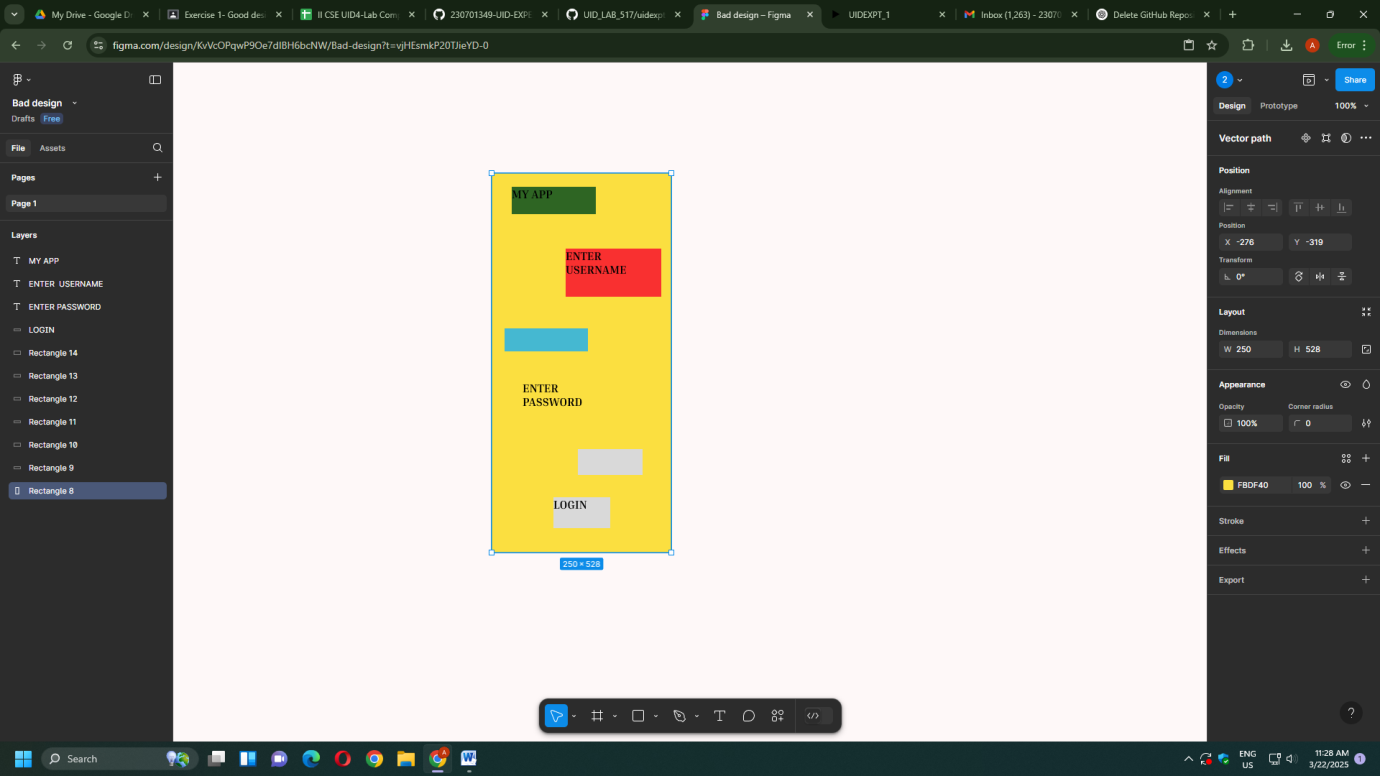 My Drive - Google Dr
Exercise 1- Good des
II CSE UID4-Lab Com
230701349-UID-EXPE
UID_LAB_517/uidexp
Bad design – Figma
UIDEXPT_1
Inbox (1,263) - 23070
Delete GitHub Repos
figma.com/design/KvVcOPqwP9Oe7dIBH6bcNW/Bad-design?t=vjHEsmkP20TJieYD-0
A
Error
Bad design
Drafts
Free
File
Assets
Pages
Page 1
Layers
MY APP
ENTER  USERNAME
ENTER PASSWORD
LOGIN
Rectangle 14
Rectangle 13
Rectangle 12
Rectangle 11
Rectangle 10
Rectangle 9
Rectangle 8
MY APP
ENTER
USERNAME
ENTER
PASSWORD
LOGIN
250 × 528
2
Share
Design
Prototype
100%
Vector path
Position
Alignment
Position
X -276
Y -319
Transform
0°
Layout
Dimensions
W 250
H 528
Appearance
Opacity
Corner radius
100%
0
Fill
FBDF40
100 %
Stroke
Effects
Export
?
Search
A
W
ENG
US
11:28 AM
3/22/2025
1